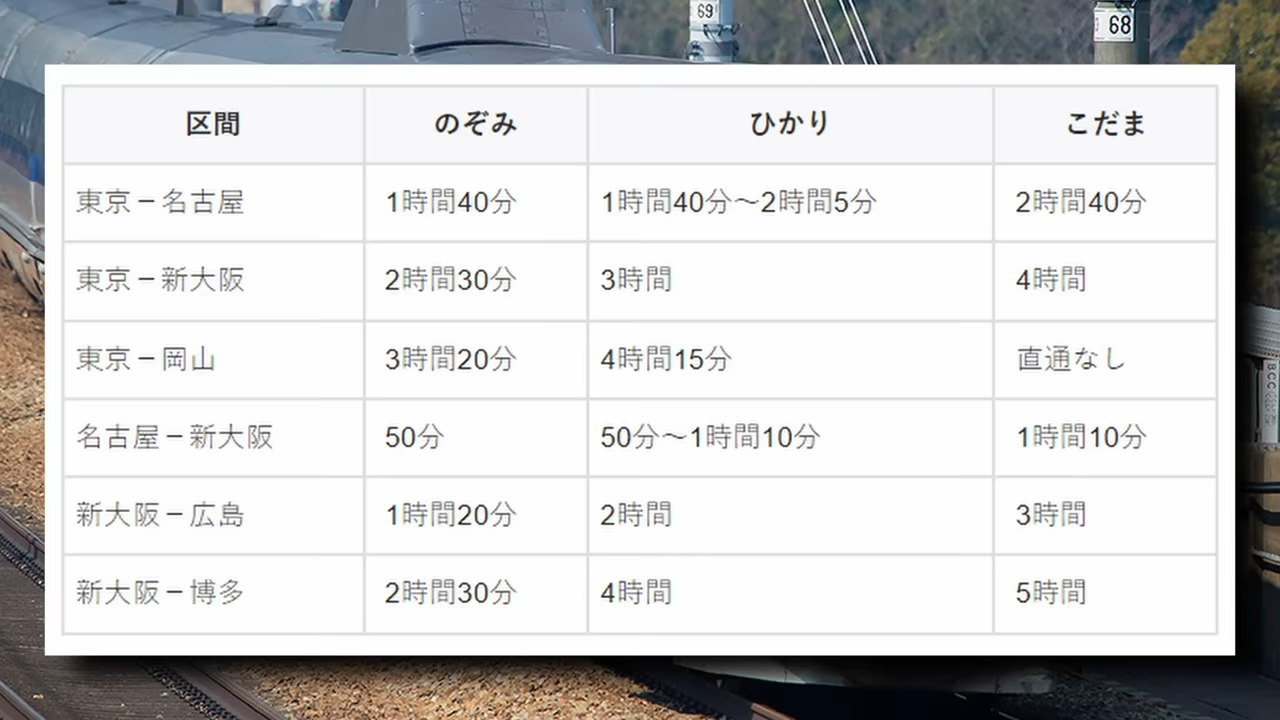 69
68
区間 のぞみ ひかり こだま
東京－名古屋 1時間40分 1時間40分～2時間5分 2時間40分
東京－新大阪 2時間30分 3時間 4時間
東京－岡山 3時間20分 4時間15分 直通なし
名古屋－新大阪 50分 50分～1時間10分 1時間10分
新大阪－広島 1時間20分 2時間 3時間
新大阪－博多 2時間30分 4時間 5時間